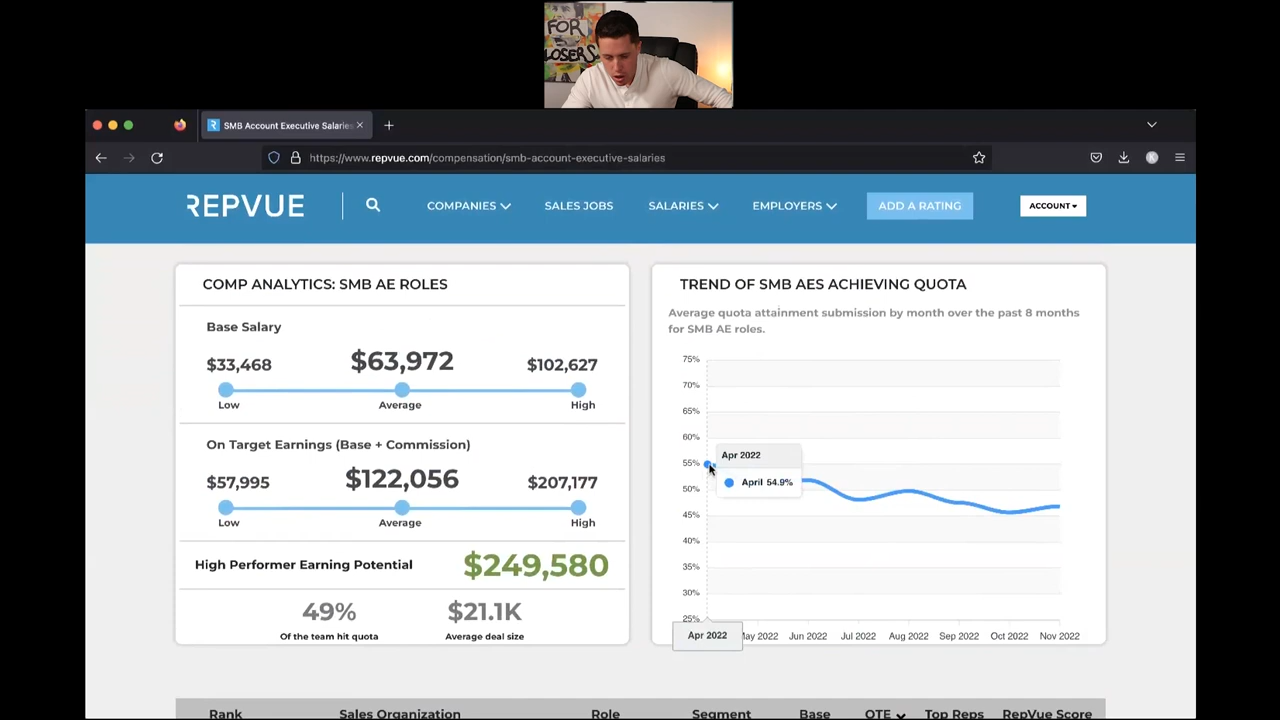 FOR
LOSERS
SMB Account Executive Salaries
https://www.repvue.com/compensation/smb-account-executive-salaries
REPVUE
COMPANIES
SALES JOBS
SALARIES
EMPLOYERS
ADD A RATING
ACCOUNT
COMP ANALYTICS: SMB AE ROLES
Base Salary
$33,468 $63,972 $102,627
Low Average High
On Target Earnings (Base + Commission)
$57,995 $122,056 $207,177
Low Average High
High Performer Earning Potential $249,580
49% $21.1K
Of the team hit quota Average deal size
TREND OF SMB AES ACHIEVING QUOTA
Average quota attainment submission by month over the past 8 months
for SMB AE roles.
75%
70%
65%
60%
55%
50%
45%
40%
35%
30%
25%
Apr 2022
April 54.9%
Apr 2022 May 2022 Jun 2022 Jul 2022 Aug 2022 Sep 2022 Oct 2022 Nov 2022
Rank Sales Organization Role Segment Base OTE Top Reps RepVue Score